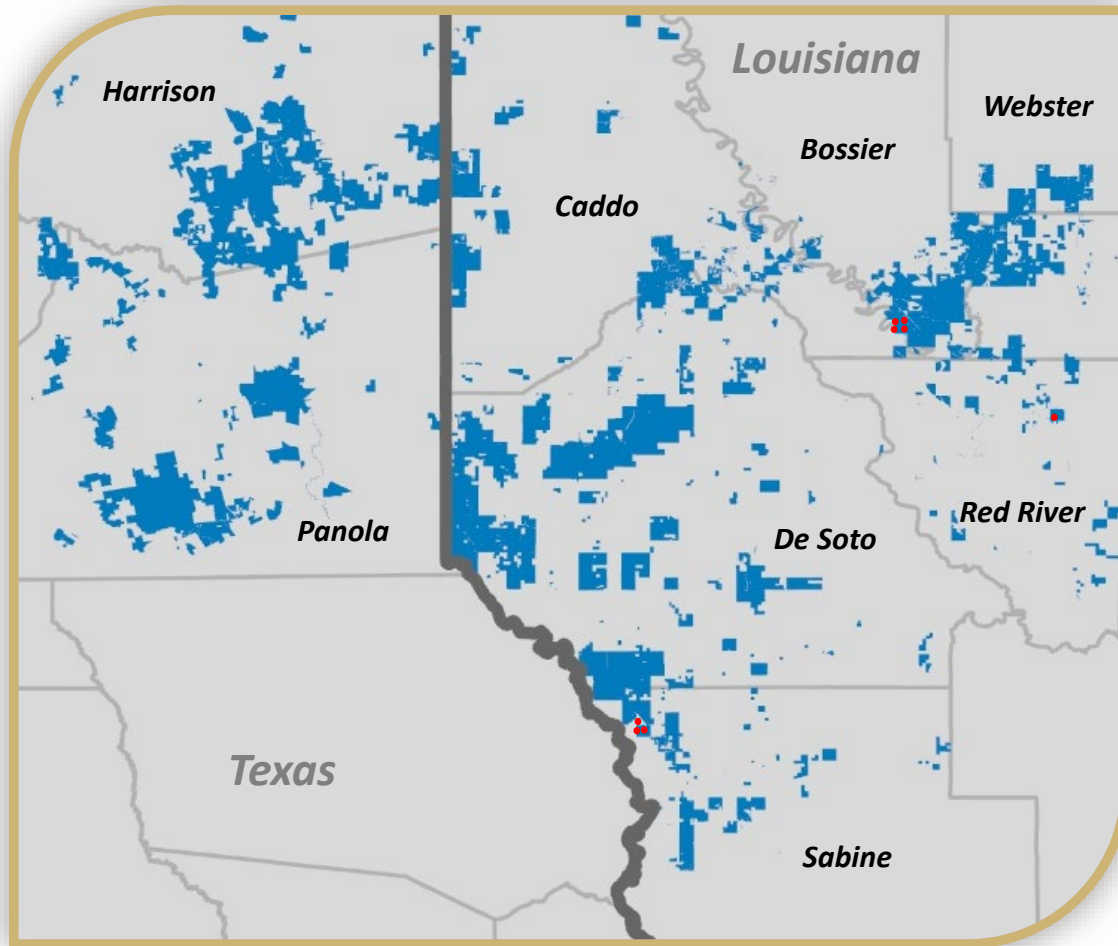 Louisiana
Harrison
Webster
Bossier
Caddo
Red River
Panola
De Soto
Texas
Sabine